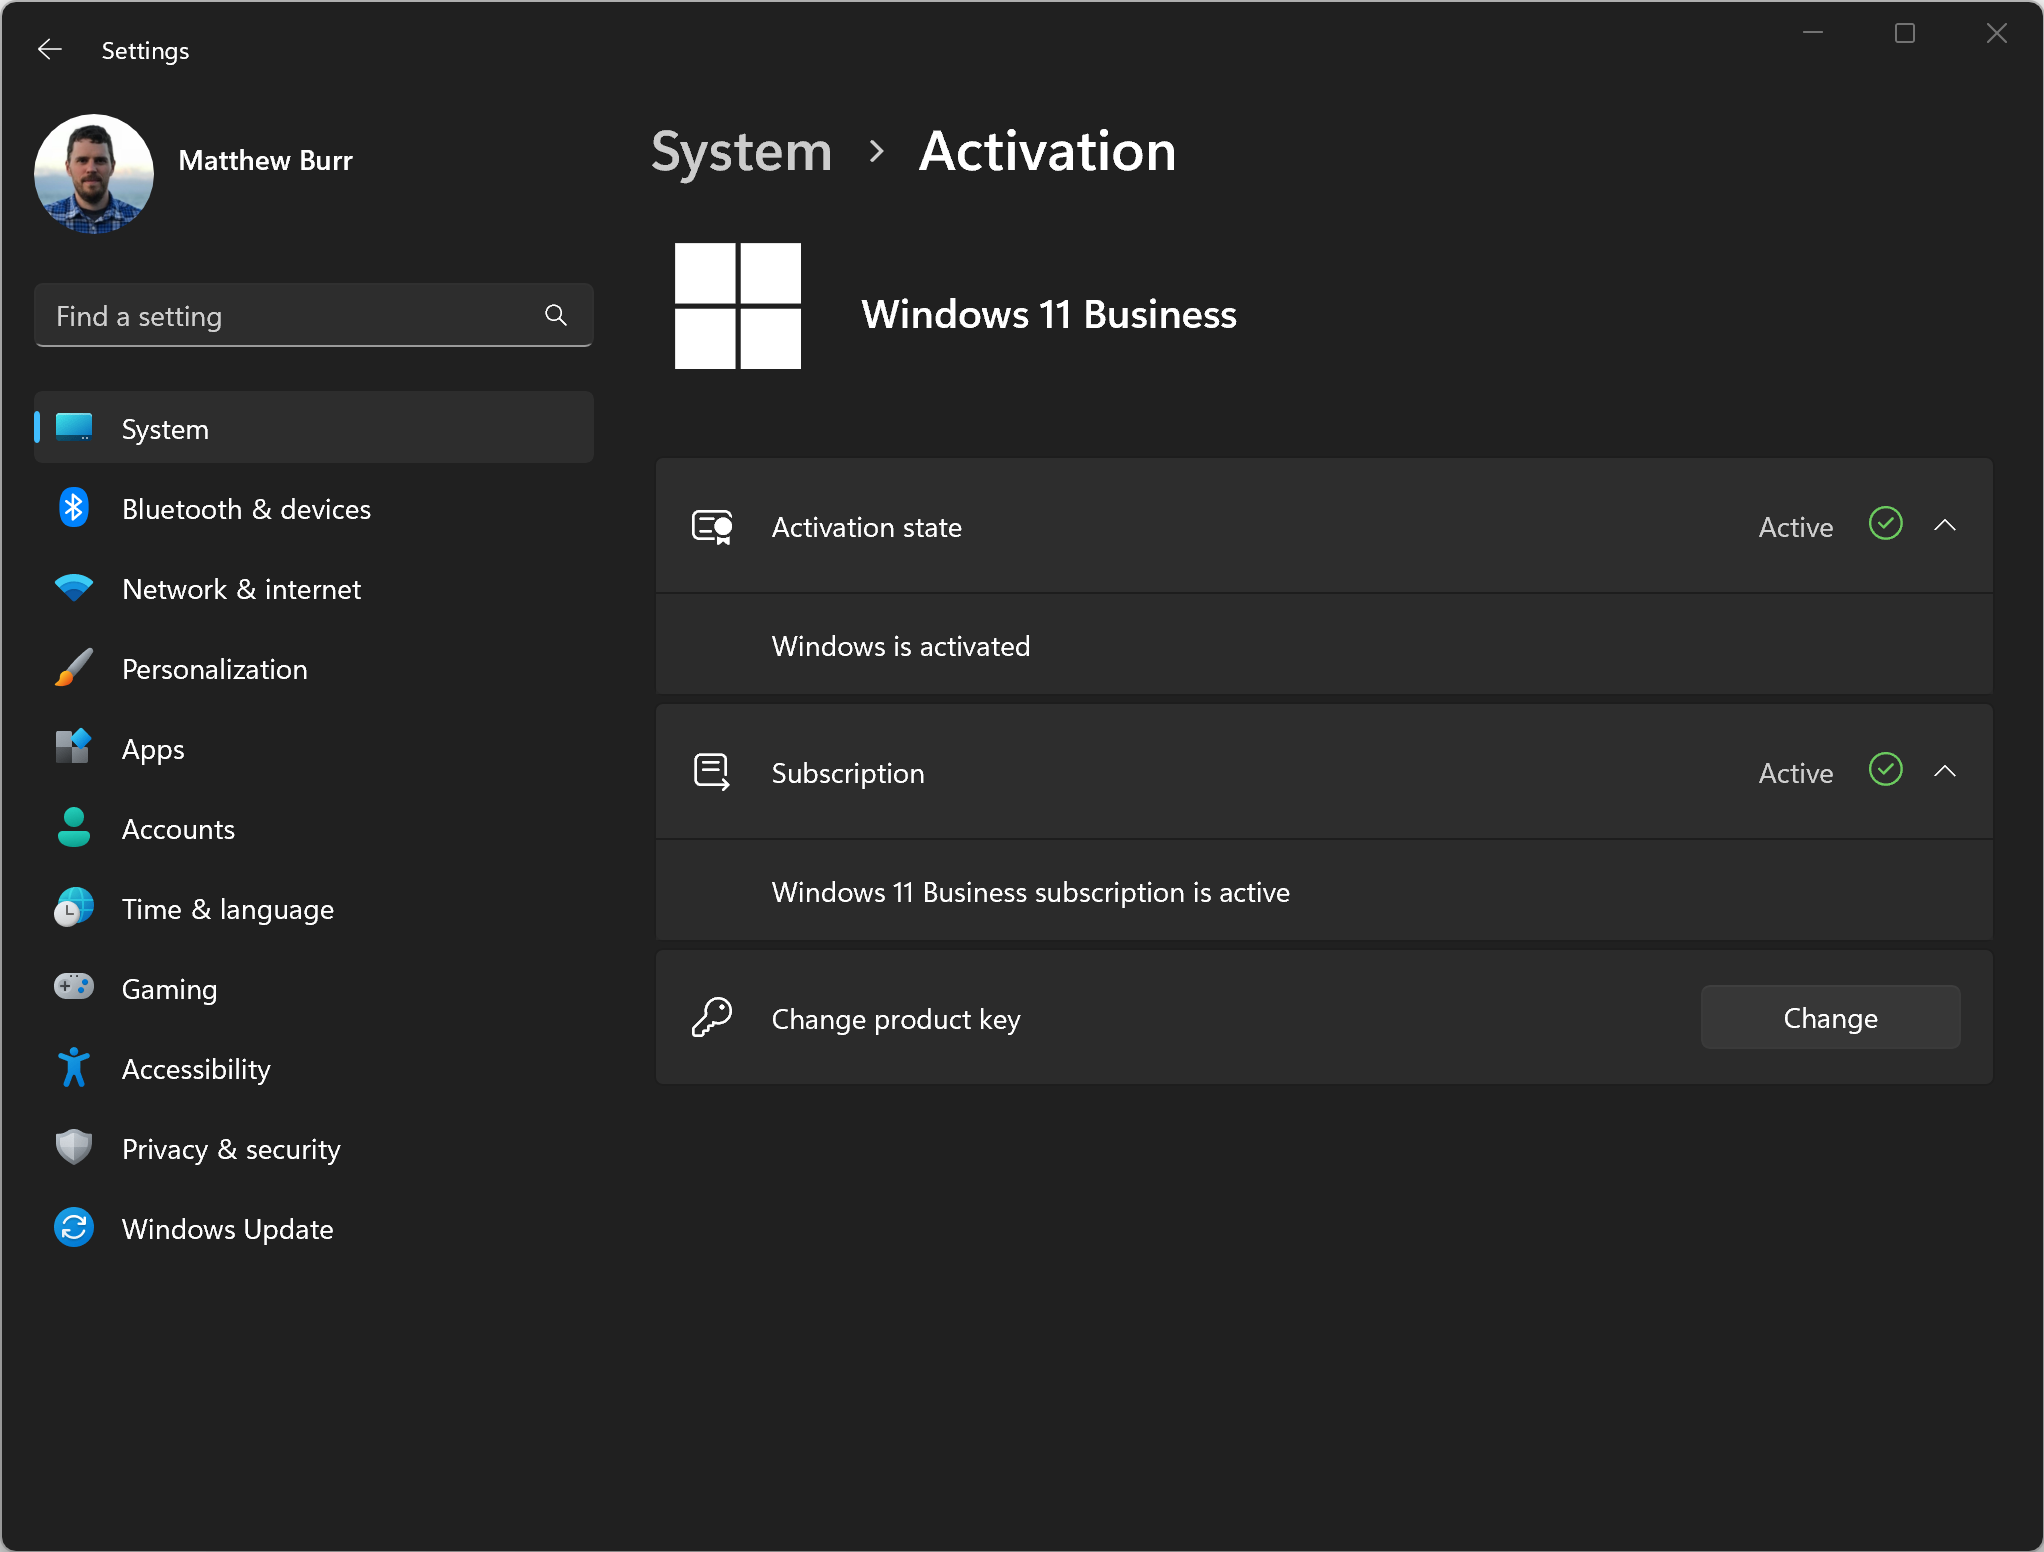 Settings
Matthew Burr
Find a setting
System
Bluetooth & devices
Network & internet
Personalization
Apps
Accounts
Time & language
Gaming
Accessibility
Privacy & security
Windows Update
System > Activation
Windows 11 Business
Activation state Active
Windows is activated
Subscription Active
Windows 11 Business subscription is active
Change product key Change